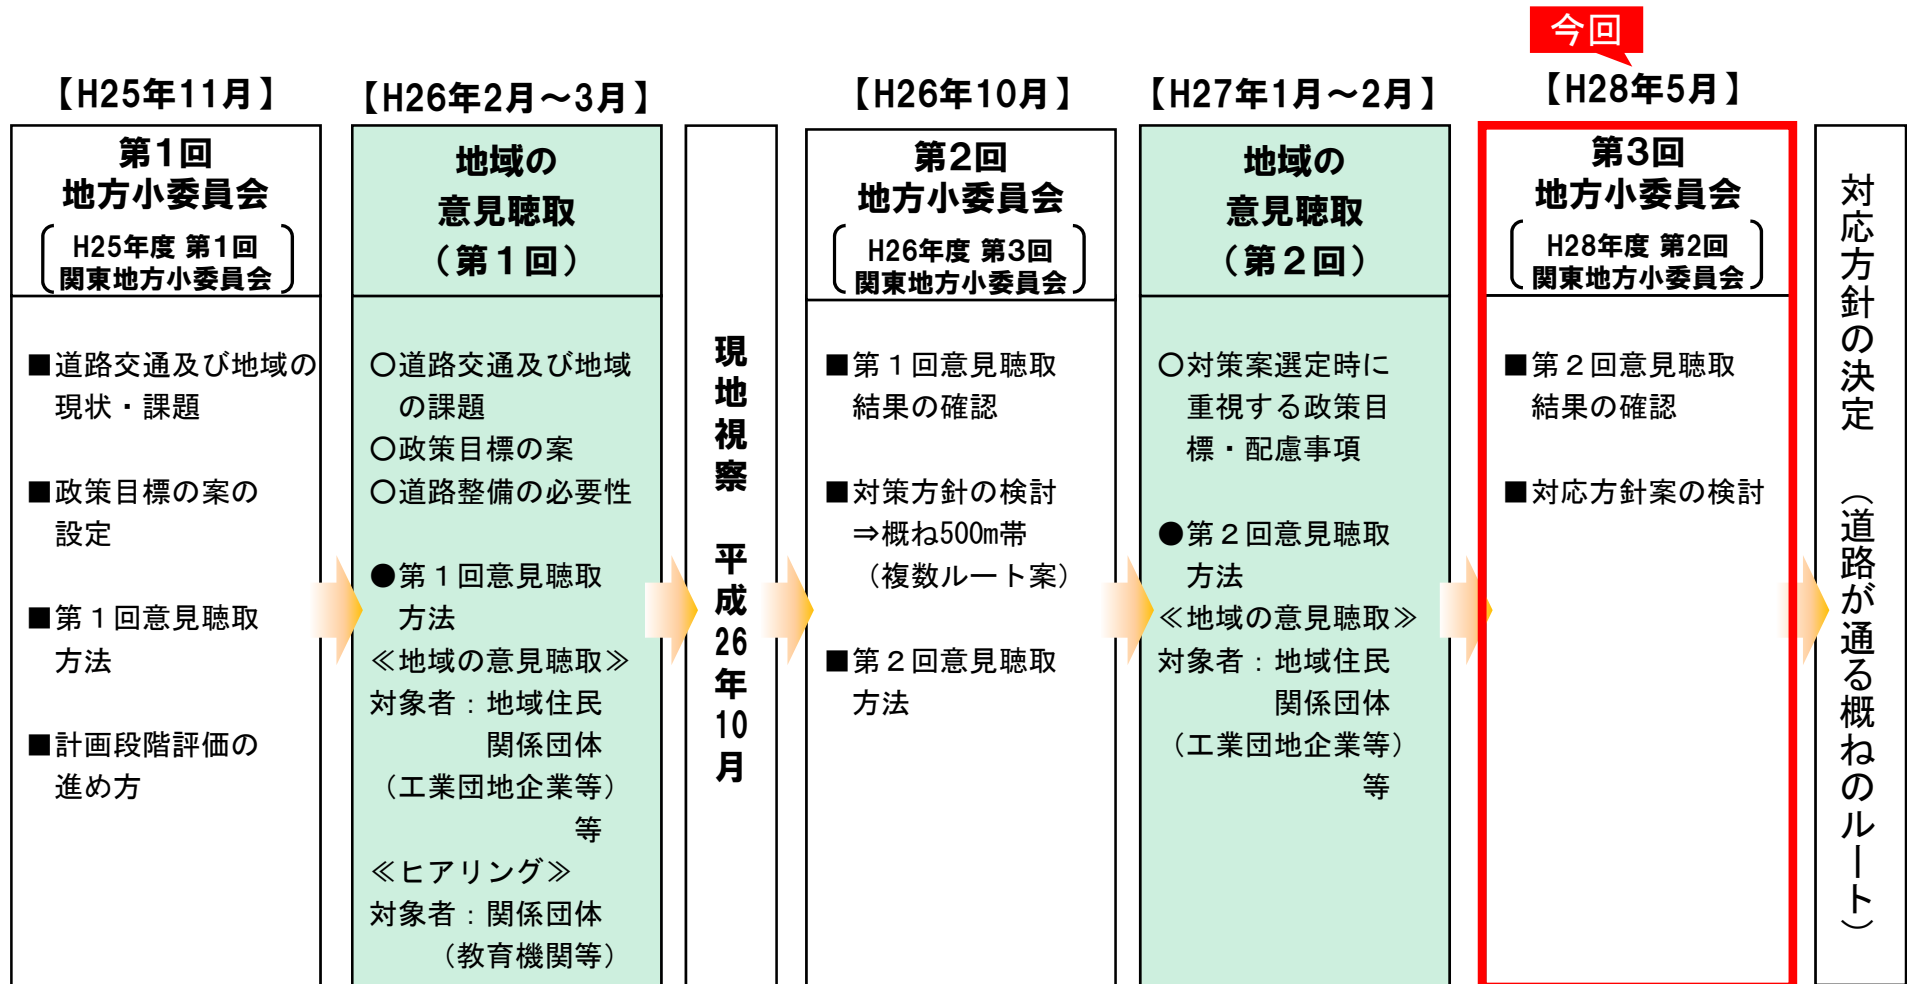 今回
【H25年11月】
第1回
地方小委員会
H25年度 第1回
関東地方小委員会
■道路交通及び地域の
現状・課題
■政策目標の案の
設定
■第１回意見聴取
方法
■計画段階評価の
進め方
【H26年2月～3月】
地域の
意見聴取
（第１回）
○道路交通及び地域
の課題
○政策目標の案
○道路整備の必要性
●第１回意見聴取
方法
≪地域の意見聴取≫
対象者：地域住民
関係団体
（工業団地企業等）
等
≪ヒアリング≫
対象者：関係団体
（教育機関等）
現地視察　平成26年10月
【H26年10月】
第2回
地方小委員会
H26年度 第3回
関東地方小委員会
■第１回意見聴取
結果の確認
■対策方針の検討
⇒概ね500m帯
（複数ルート案）
■第２回意見聴取
方法
【H27年1月～2月】
地域の
意見聴取
（第２回）
○対策案選定時に
重視する政策目
標・配慮事項
●第２回意見聴取
方法
≪地域の意見聴取≫
対象者：地域住民
関係団体
（工業団地企業等）
等
【H28年5月】
第3回
地方小委員会
H28年度 第2回
関東地方小委員会
■第２回意見聴取
結果の確認
■対応方針案の検討
対応方針の決定　（道路が通る概ねのルート）